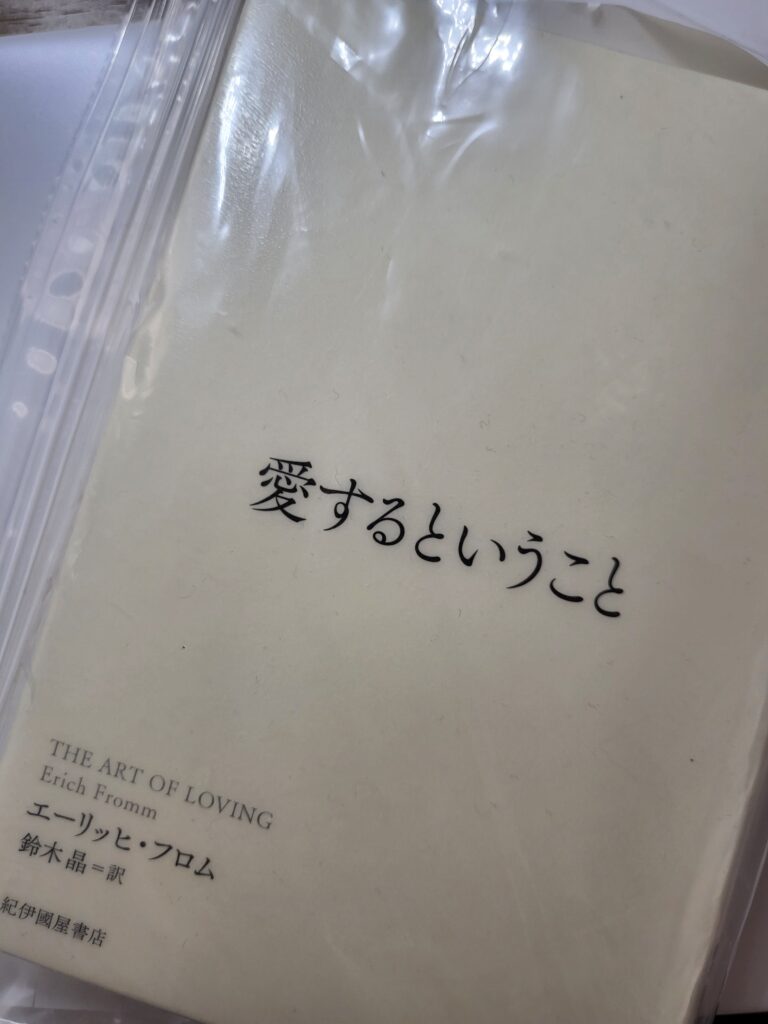 愛するということ
THE ART OF LOVING
Erich Fromm
エーリッヒ・フロム
鈴木晶=訳
紀伊國屋書店